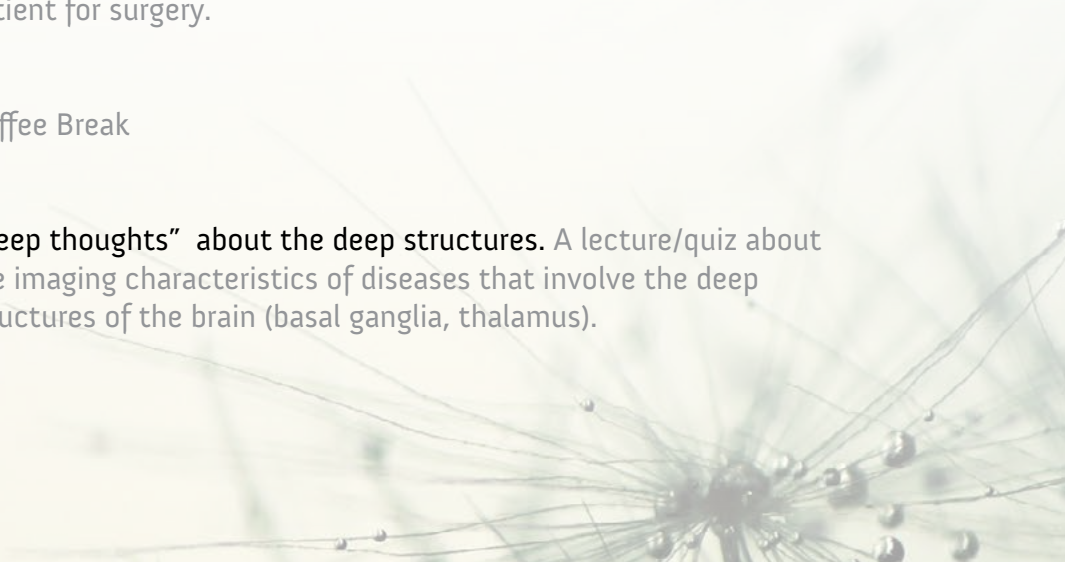 tient for surgery.
ffee Break
eep thoughts” about the deep structures. A lecture/quiz about
e imaging characteristics of diseases that involve the deep
uctures of the brain (basal ganglia, thalamus).